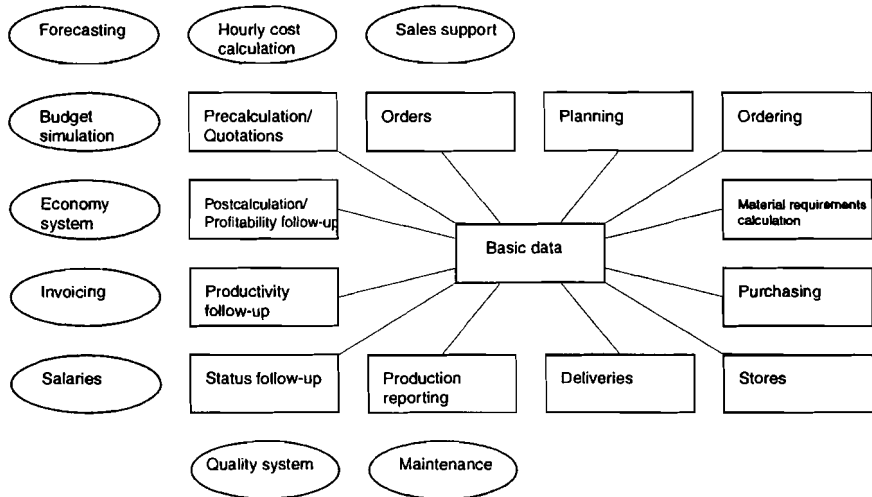 Forecasting
Hourly cost
calculation
Sales support
Budget
simulation
Precalculation/
Quotations
Orders
Planning
Ordering
Economy
system
Postcalculation/
Profitability follow-up
Material requirements
calculation
Basic data
Invoicing
Productivity
follow-up
Purchasing
Salaries
Status follow-up
Production
reporting
Deliveries
Stores
Quality system
Maintenance